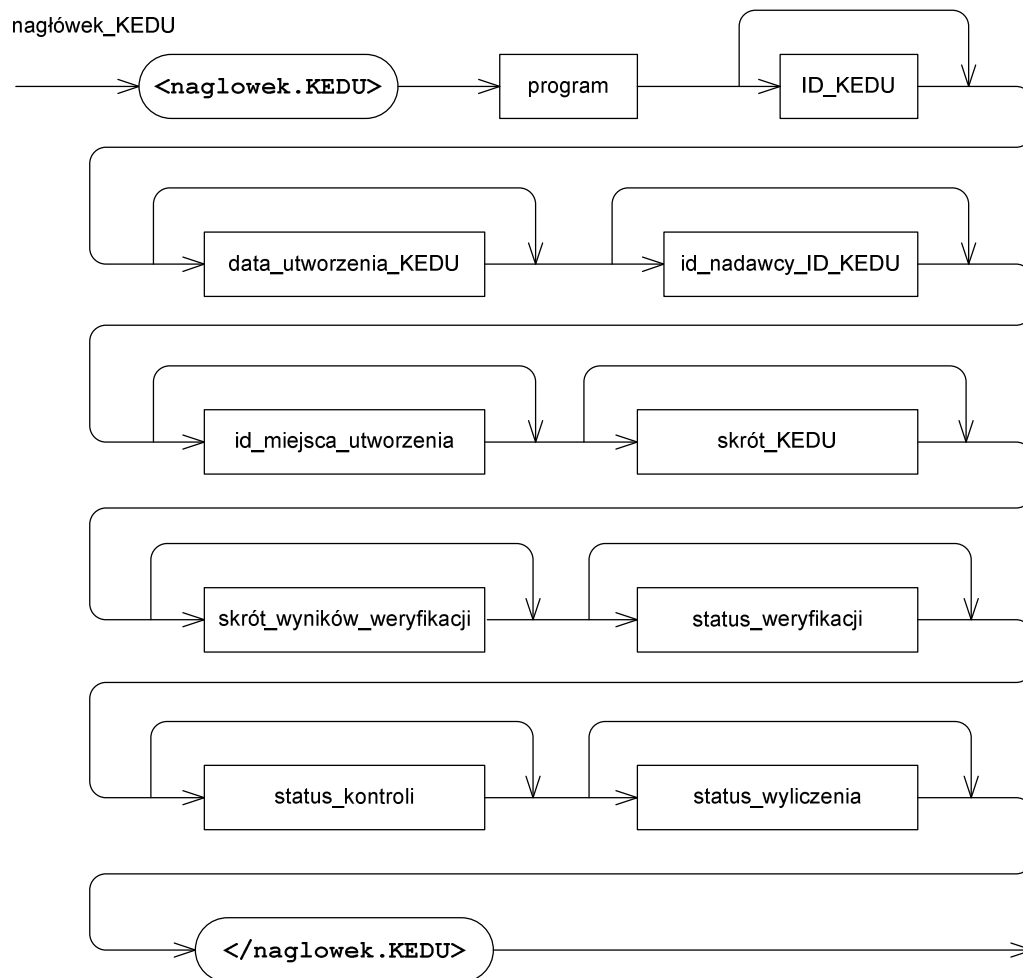 nagłówek_KEDU
<naglowek.KEDU> program ID_KEDU
data_utworzenia_KEDU id_nadawcy_ID_KEDU
id_miejsca_utworzenia skrót_KEDU
skrót_wyników_weryfikacji status_weryfikacji
status_kontroli status_wyliczenia
</naglowek.KEDU>